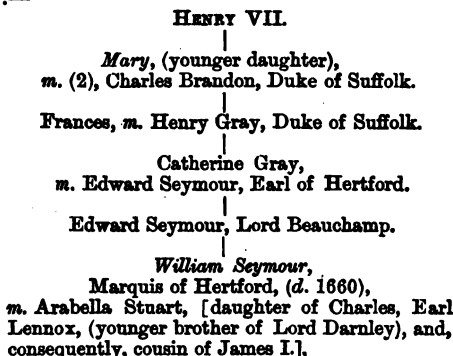 HENRY VII.
Mary, (younger daughter),
m. (2), Charles Brandon, Duke of Suffolk.
Frances, m. Henry Gray, Duke of Suffolk.
Catherine Gray,
m. Edward Seymour, Earl of Hertford.
Edward Seymour, Lord Beauchamp.
William Seymour,
Marquis of Hertford, (d. 1660),
m. Arabella Stuart, [daughter of Charles, Earl
Lennox, (younger brother of Lord Darnley), and,
consequently, cousin of James I.],